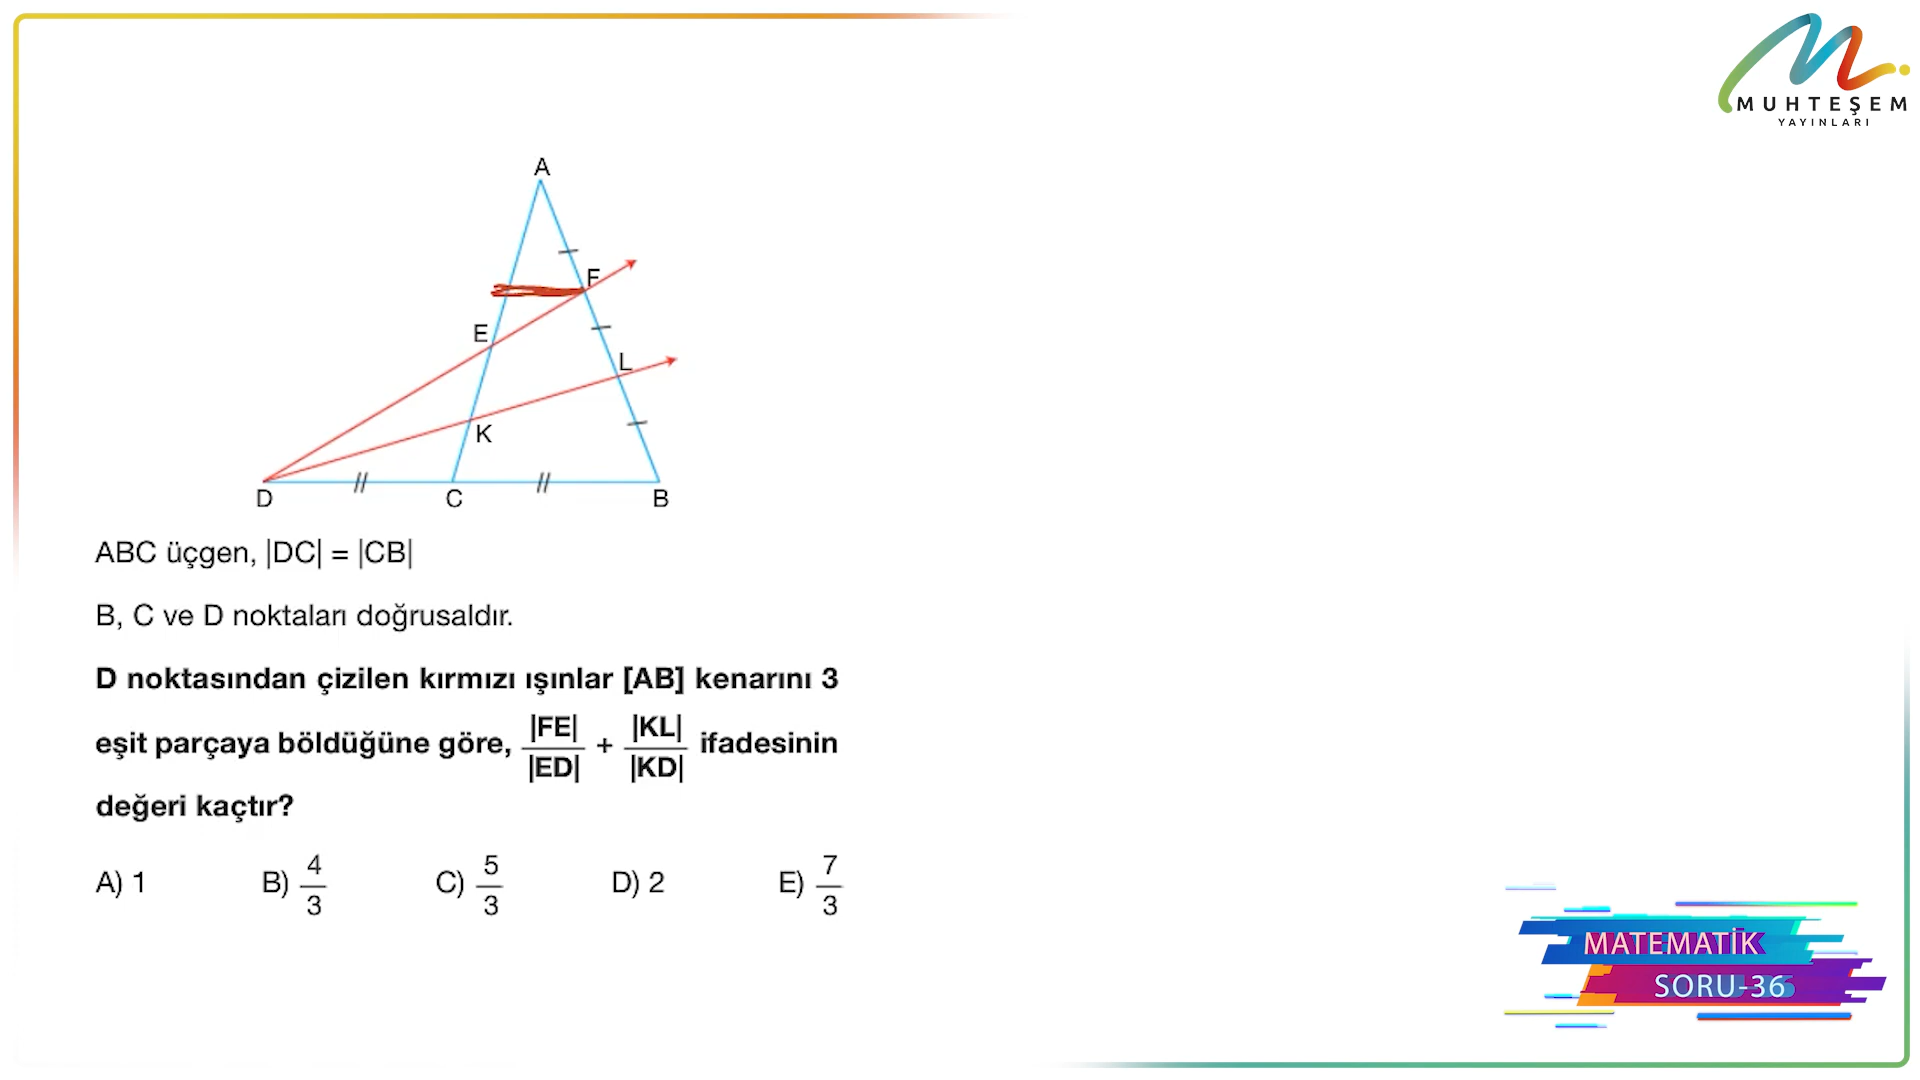 MUHTEŞEM
YAYINLARI
A
F
E
L
K
D C B
ABC üçgen, |DC| = |CB|
B, C ve D noktaları doğrusaldır.
D noktasından çizilen kırmızı ışınlar [AB] kenarını 3
eşit parçaya böldüğüne göre, |FE|/|ED| + |KL|/|KD| ifadesinin
değeri kaçtır?
A) 1 B) 4/3 C) 5/3 D) 2 E) 7/3
MATEMATİK
SORU-36